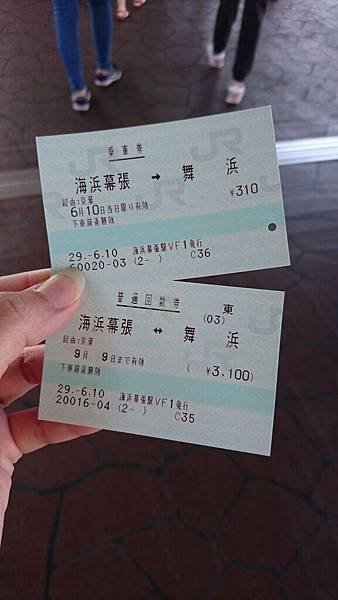 乗車券
海浜幕張 → 舞浜
経由:京葉
¥310
6月10日当日限り有効
下車前途無効
29.-6.10 海浜幕張駅VF1発行
60020-03 (2- ) C36
普通回数券
東
(03)
海浜幕張 ↔ 舞浜
経由:京葉
9月 9日まで有効 ( ¥3,100)
下車前途無効
29.-6.10 海浜幕張駅VF1発行
20016-04 (2- ) C35